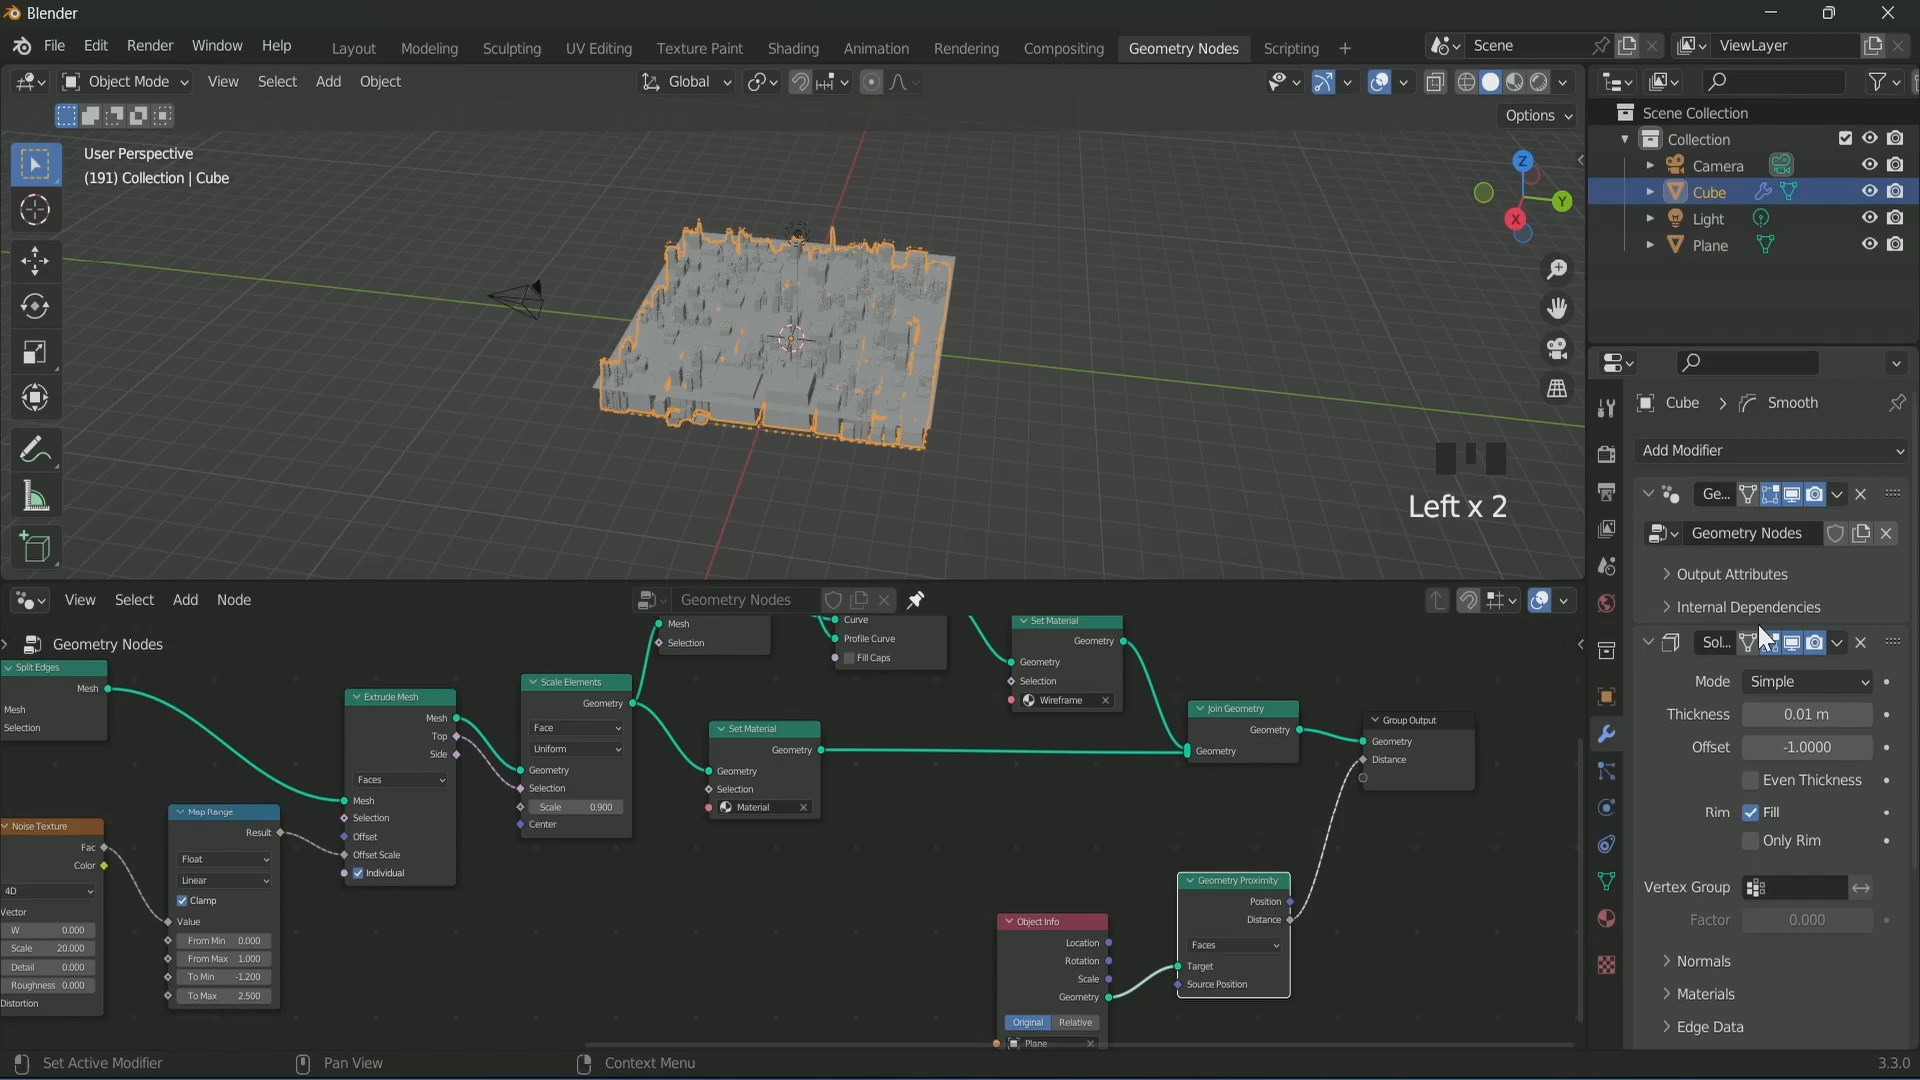 Blender
File Edit Render Window Help
Layout Modeling Sculpting UV Editing Texture Paint Shading Animation Rendering Compositing Geometry Nodes Scripting +
Scene
ViewLayer
Object Mode View Select Add Object
Global
Options
User Perspective
(191) Collection | Cube
Z
Y
X
Left x 2
Scene Collection
Collection
Camera
Cube
Light
Plane
Cube > Smooth
Add Modifier
Ge...
Geometry Nodes
Output Attributes
Internal Dependencies
Sol...
Mode Simple
Thickness 0.01 m
Offset -1.0000
Even Thickness
Rim Fill
Only Rim
Vertex Group
Factor 0.000
Normals
Materials
Edge Data
View Select Add Node
Geometry Nodes
Geometry Nodes
Split Edges
Mesh
Mesh
Selection
Noise Texture
Fac
Color
4D
Vector
W 0.000
Scale 20.000
Detail 0.000
Roughness 0.000
Distortion
Map Range
Result
Float
Linear
Clamp
Value
From Min 0.000
From Max 1.000
To Min -1.200
To Max 2.500
Extrude Mesh
Mesh
Top
Side
Faces
Mesh
Selection
Offset
Offset Scale
Individual
Scale Elements
Geometry
Face
Uniform
Geometry
Selection
Scale 0.900
Center
Mesh
Selection
Set Material
Geometry
Geometry
Selection
Material
Curve
Profile Curve
Fill Caps
Set Material
Geometry
Geometry
Selection
Wireframe
Join Geometry
Geometry
Geometry
Group Output
Geometry
Distance
Object Info
Location
Rotation
Scale
Geometry
Original Relative
Plane
Geometry Proximity
Position
Distance
Faces
Target
Source Position
Set Active Modifier
Pan View
Context Menu
3.3.0